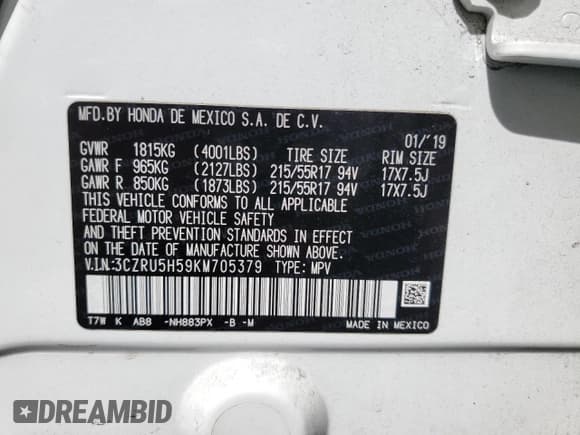 MFD.BY HONDA DE MEXICO S.A. DE C.V.
01/'19
GVWR 1815KG (4001LBS) TIRE SIZE RIM SIZE
GAWR F 965KG (2127LBS) 215/55R17 94V 17X7.5J
GAWR R 850KG (1873LBS) 215/55R17 94V 17X7.5J
THIS VEHICLE CONFORMS TO ALL APPLICABLE
FEDERAL MOTOR VEHICLE SAFETY
AND THEFT PREVENTION STANDARDS IN EFFECT
ON THE DATE OF MANUFACTURE SHOWN ABOVE.
V.I.N:3CZRU5H59KM705379 TYPE: MPV
T7W K AB8 -NH883PX -B -M
MADE IN MEXICO
DREAMBID